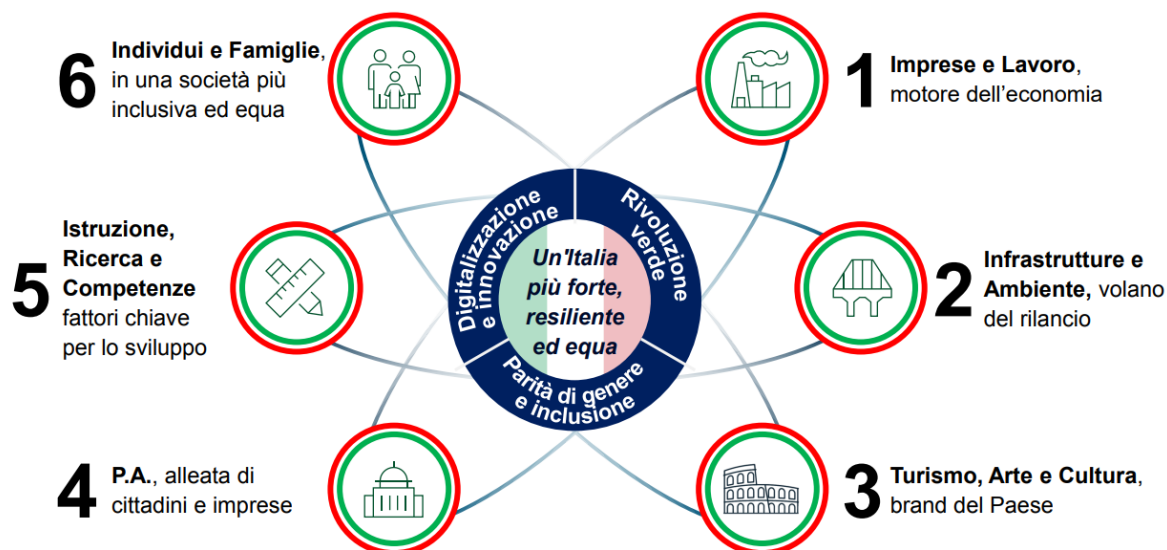 6
Individui e Famiglie,
in una società più
inclusiva ed equa
1
Imprese e Lavoro,
motore dell'economia
5
Istruzione,
Ricerca e
Competenze
fattori chiave
per lo sviluppo
Digitalizzazione
e innovazione
Rivoluzione
verde
Un'Italia
più forte,
resiliente
ed equa
Parità di genere
e inclusione
2
Infrastrutture e
Ambiente, volano
del rilancio
4
P.A., alleata di
cittadini e imprese
3
Turismo, Arte e Cultura,
brand del Paese